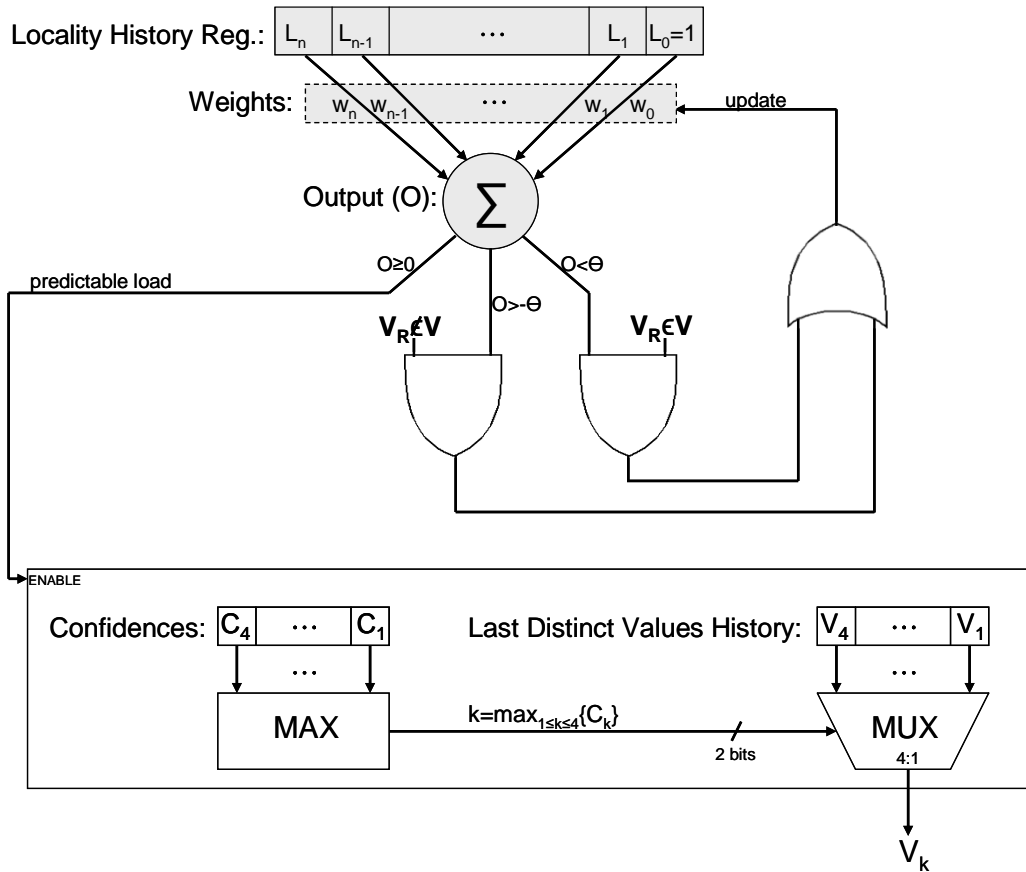 Locality History Reg.: Lₙ Lₙ₋₁ ... L₁ L₀=1
Weights: wₙ wₙ₋₁ ... w₁ w₀
update
Output (O): Σ
O≥0
O<Θ
predictable load
O>-Θ
V_R∉V
V_RϵV
ENABLE
Confidences: C₄ ... C₁
Last Distinct Values History: V₄ ... V₁
...
...
MAX
k=max₁≤ₖ≤₄{Cₖ}
2 bits
MUX
4:1
Vₖ